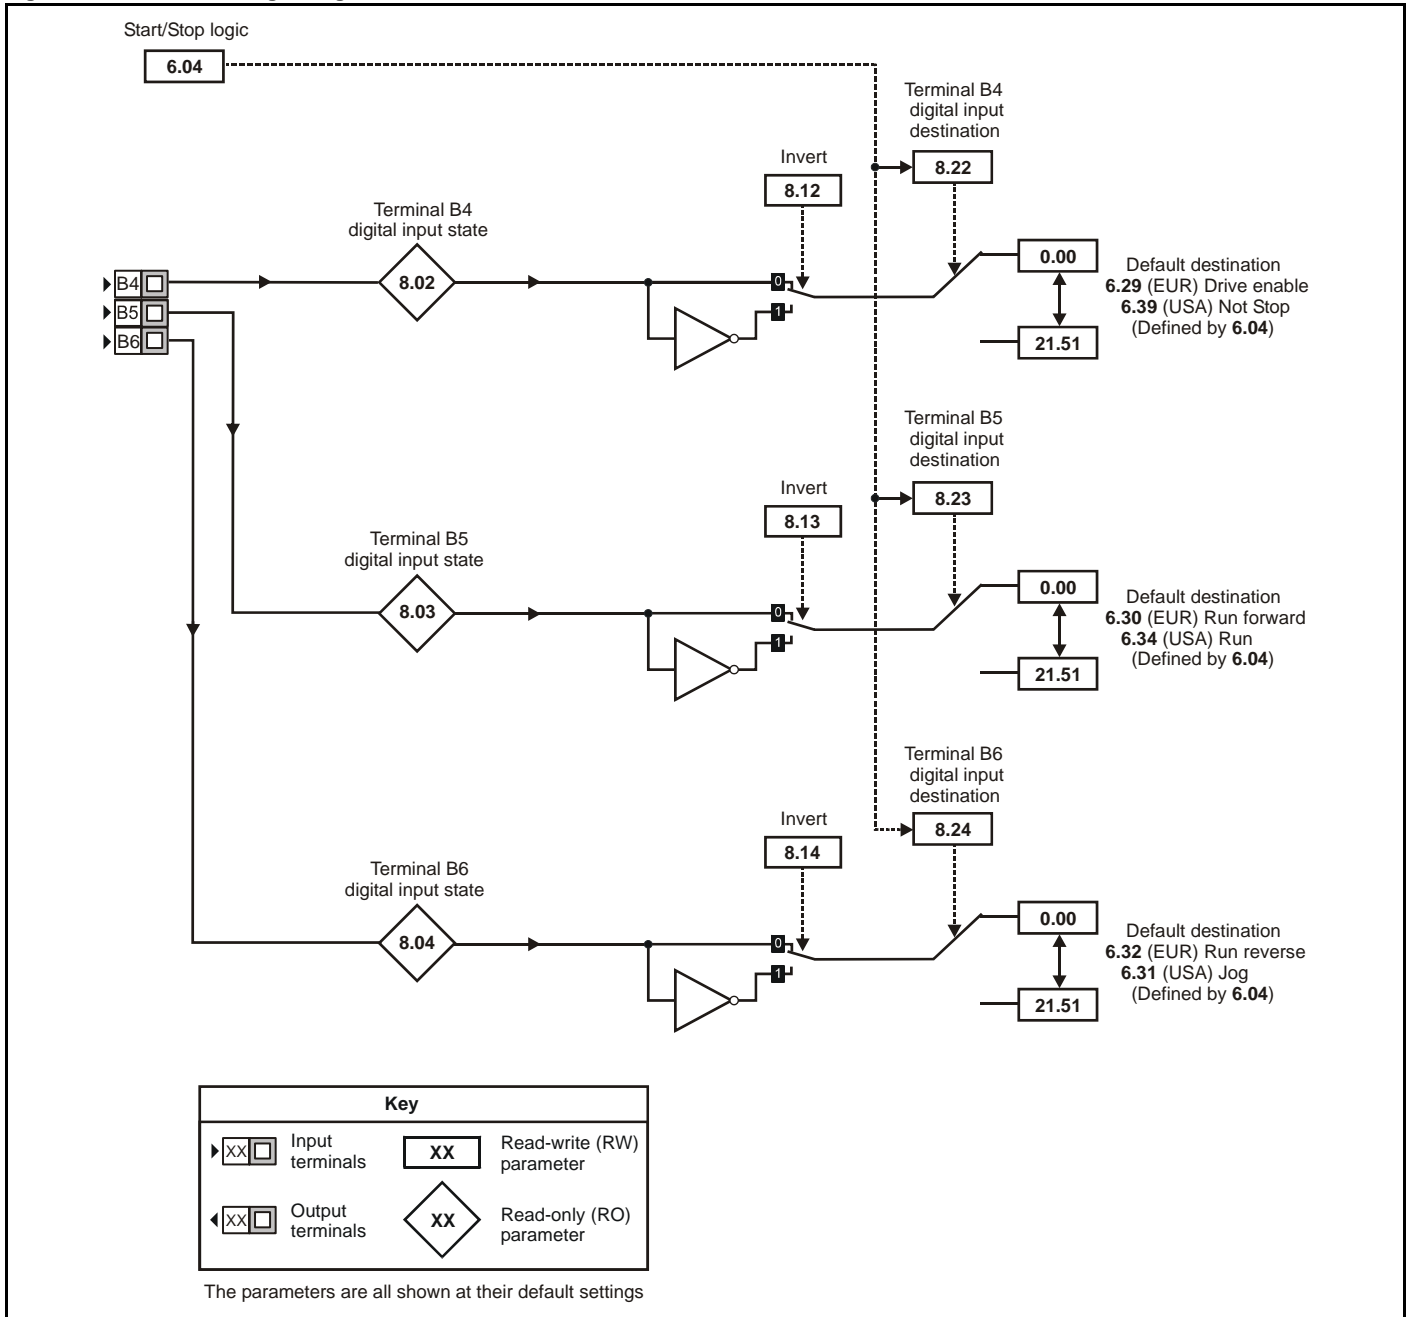 Start/Stop logic
6.04
Terminal B4
digital input
destination
8.22
Invert
8.12
Terminal B4
digital input state
8.02
B4
B5
B6
0
1
0.00
21.51
Default destination
6.29 (EUR) Drive enable
6.39 (USA) Not Stop
(Defined by 6.04)
Terminal B5
digital input
destination
8.23
Invert
8.13
Terminal B5
digital input state
8.03
0
1
0.00
21.51
Default destination
6.30 (EUR) Run forward
6.34 (USA) Run
(Defined by 6.04)
Terminal B6
digital input
destination
8.24
Invert
8.14
Terminal B6
digital input state
8.04
0
1
0.00
21.51
Default destination
6.32 (EUR) Run reverse
6.31 (USA) Jog
(Defined by 6.04)
Key
XX
Input
terminals
XX
Read-write (RW)
parameter
XX
Output
terminals
XX
Read-only (RO)
parameter
The parameters are all shown at their default settings